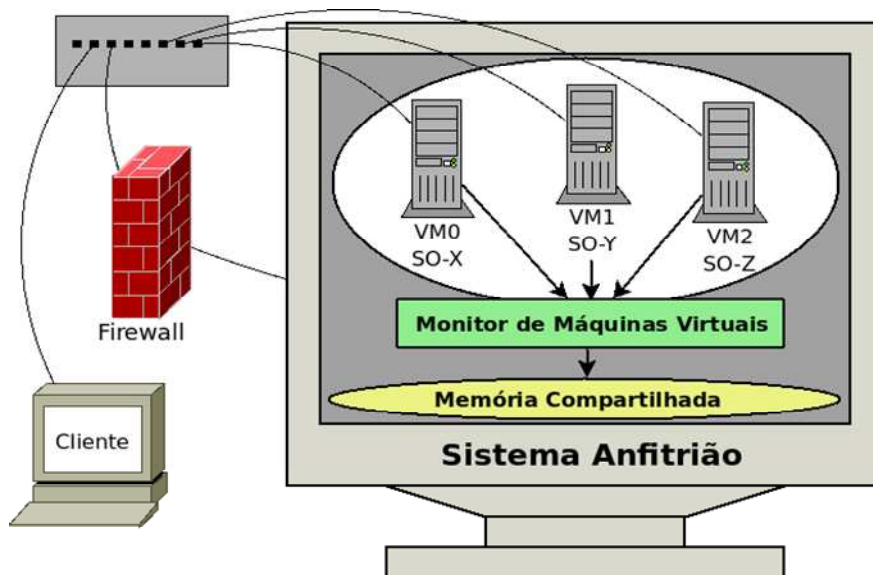 VM0
SO-X
VM1
SO-Y
VM2
SO-Z
Firewall
Monitor de Máquinas Virtuais
Memória Compartilhada
Cliente
Sistema Anfitrião